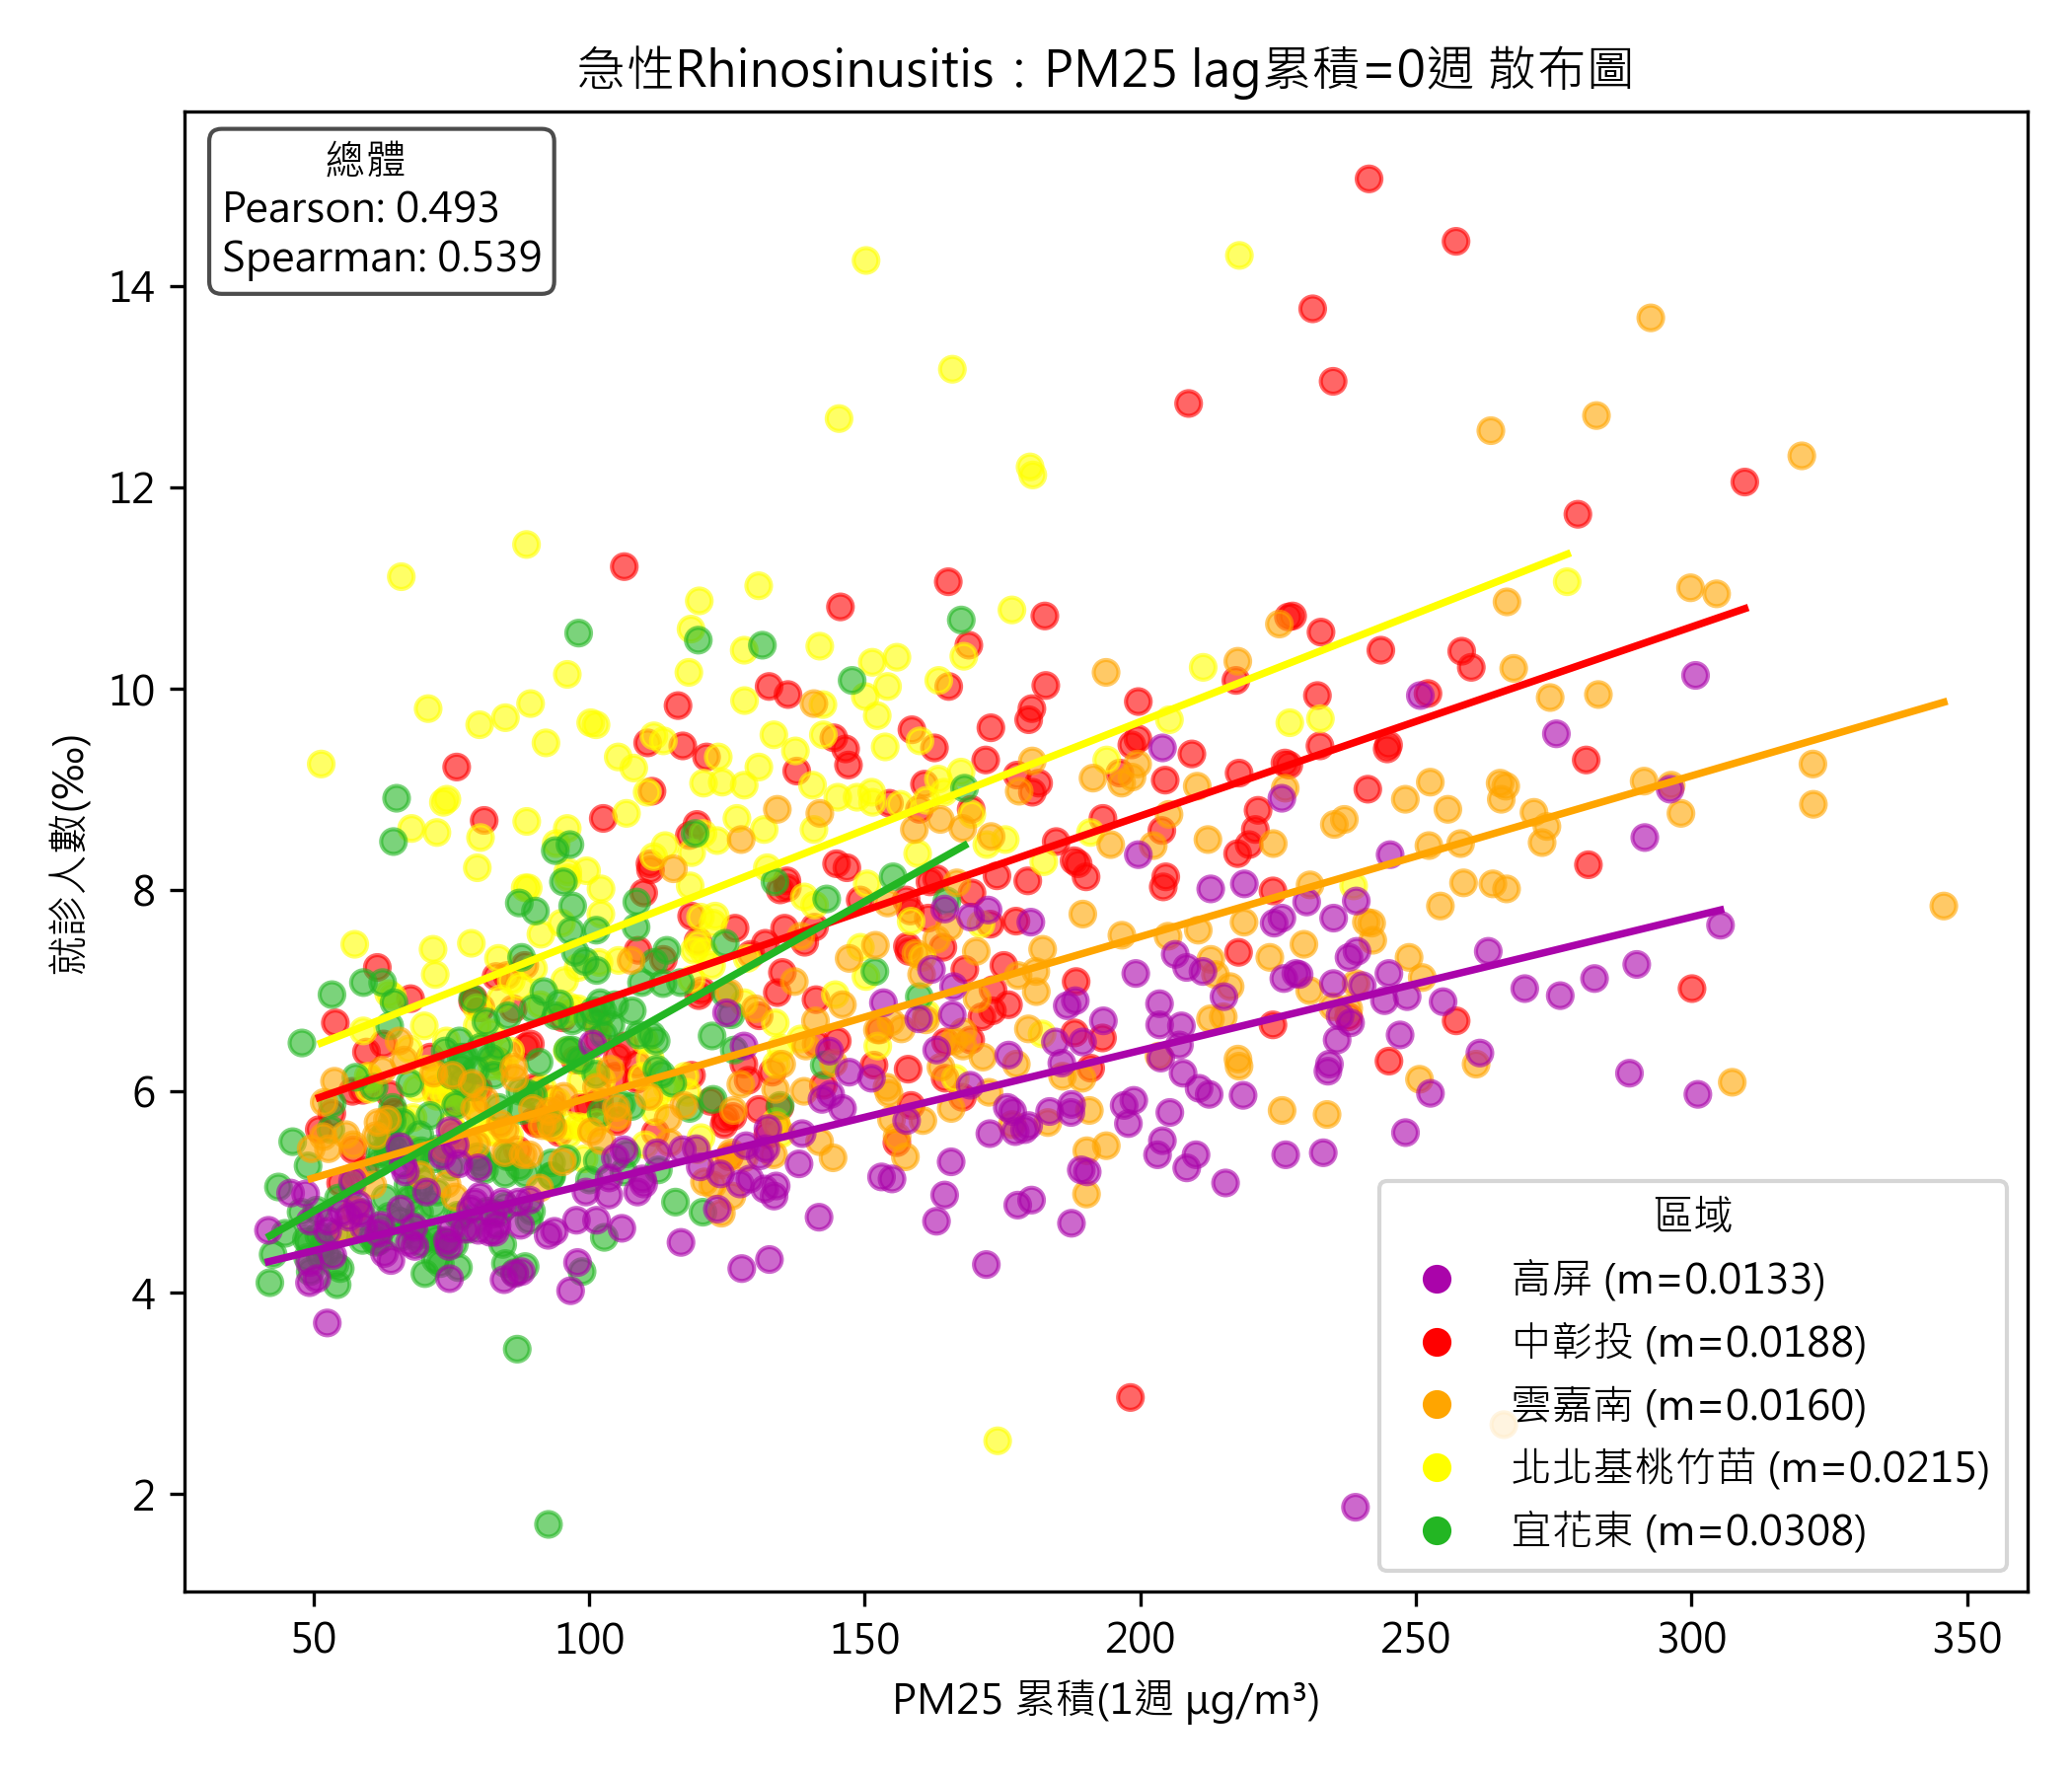 急性Rhinosinusitis：PM25 lag累積=0週 散布圖
總體
Pearson: 0.493
Spearman: 0.539
就診人數(‰)
14
12
10
8
6
4
2
區域
高屏 (m=0.0133)
中彰投 (m=0.0188)
雲嘉南 (m=0.0160)
北北基桃竹苗 (m=0.0215)
宜花東 (m=0.0308)
50 100 150 200 250 300 350
PM25 累積(1週 μg/m³)